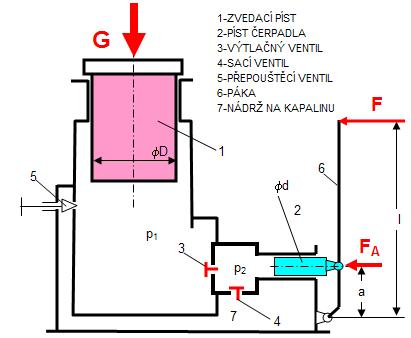 G
1-ZVEDACÍ PÍST
2-PÍST ČERPADLA
3-VÝTLAČNÝ VENTIL
4-SACÍ VENTIL
5-PŘEPOUŠTĚCÍ VENTIL
6-PÁKA
7-NÁDRŽ NA KAPALINU
F
ϕD
1
6
5
ϕd
2
l
p1
3
p2
FA
a
7
4